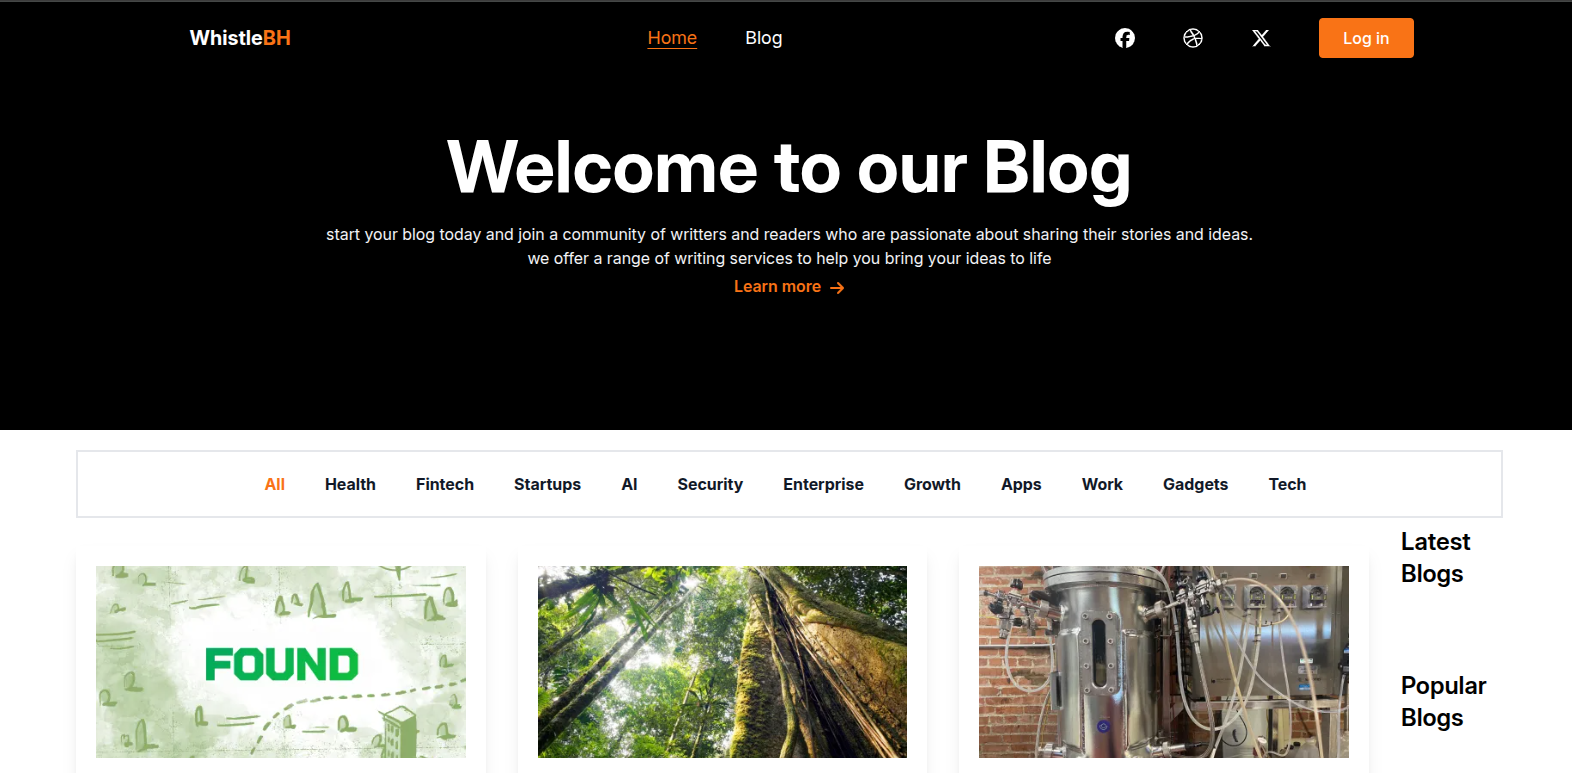 WhistleBH
Home
Blog
Log in
Welcome to our Blog
start your blog today and join a community of writters and readers who are passionate about sharing their stories and ideas.
we offer a range of writing services to help you bring your ideas to life
Learn more
All
Health
Fintech
Startups
AI
Security
Enterprise
Growth
Apps
Work
Gadgets
Tech
FOUND
Latest
Blogs
Popular
Blogs